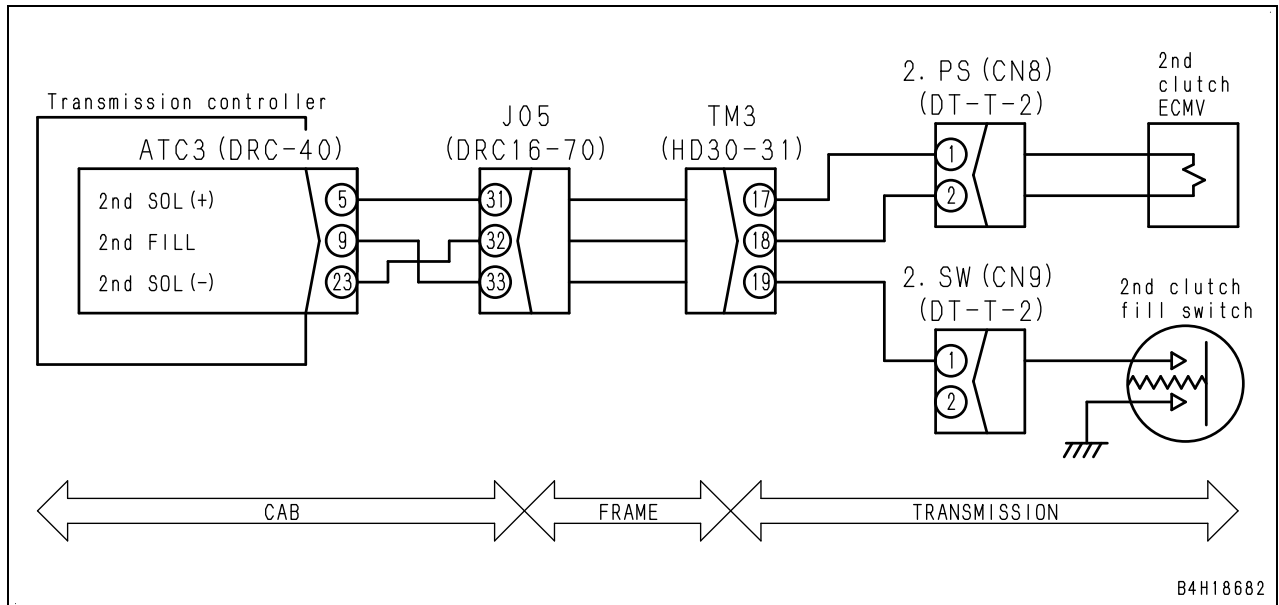 Transmission controller
ATC3 (DRC-40)
2nd SOL (+)
2nd FILL
2nd SOL (-)
5
9
23
J05
(DRC16-70)
31
32
33
TM3
(HD30-31)
17
18
19
2. PS (CN8)
(DT-T-2)
1
2
2nd
clutch
ECMV
2. SW (CN9)
(DT-T-2)
1
2
2nd clutch
fill switch
CAB
FRAME
TRANSMISSION
B4H18682